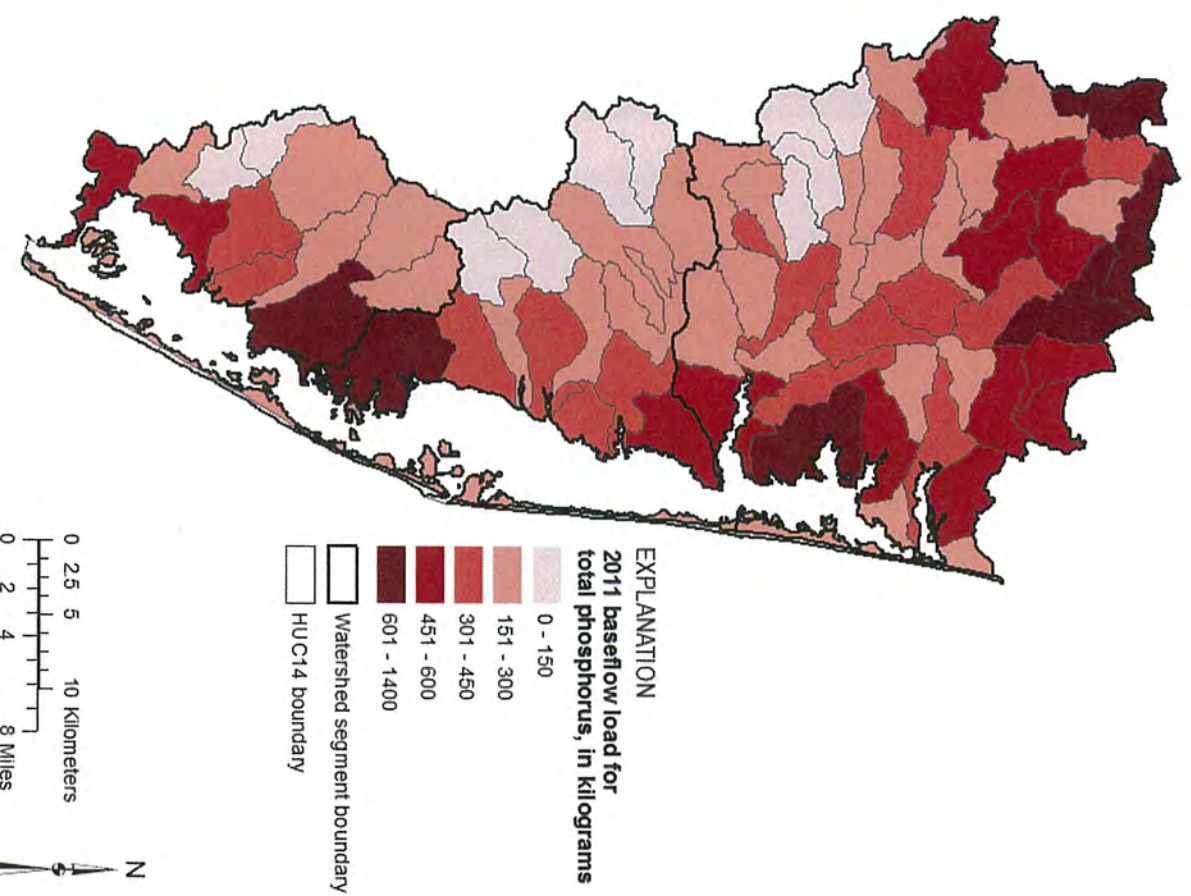 EXPLANATION
2011 baseflow load for
total phosphorus, in kilograms
0 - 150
151 - 300
301 - 450
451 - 600
601 - 1400
Watershed segment boundary
HUC14 boundary
0 2.5 5 10 Kilometers
0 2 4 8 Miles
N